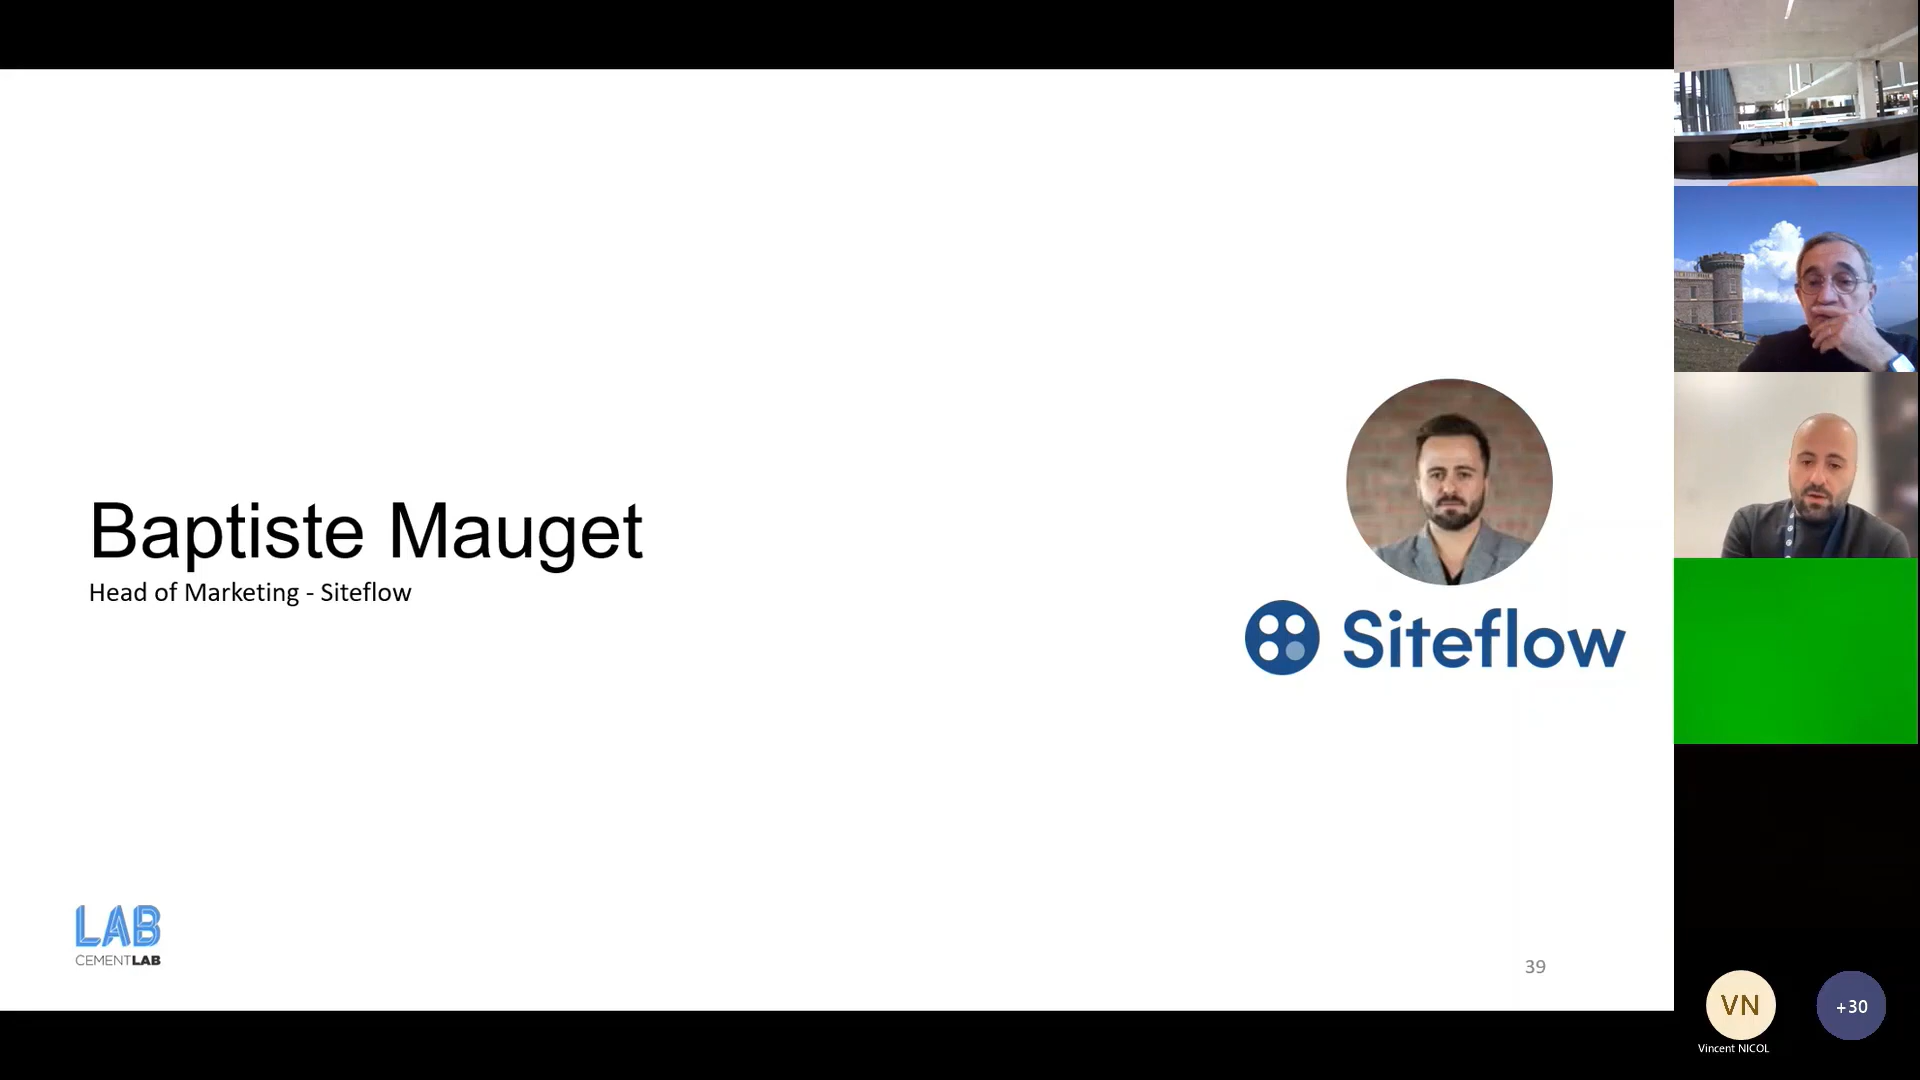 Baptiste Mauget
Head of Marketing - Siteflow
Siteflow
LAB
CEMENTLAB
39
VN
+30
Vincent NICOL